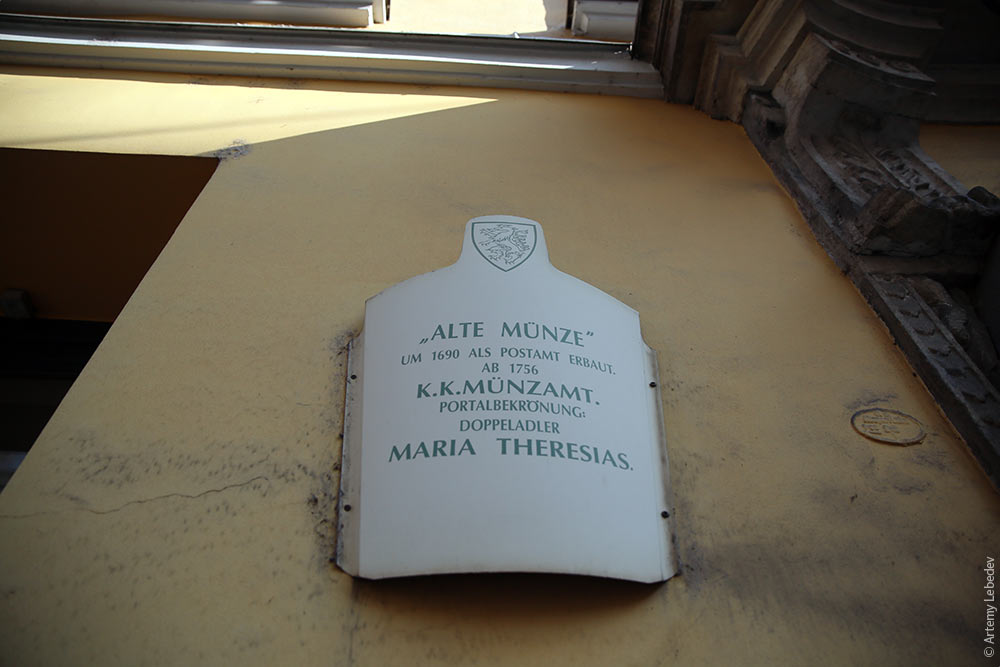 „ALTE MÜNZE”
UM 1690 ALS POSTAMT ERBAUT.
AB 1756
K.K.MÜNZAMT.
PORTALBEKRÖNUNG:
DOPPELADLER
MARIA THERESIAS.
© Artemy Lebedev